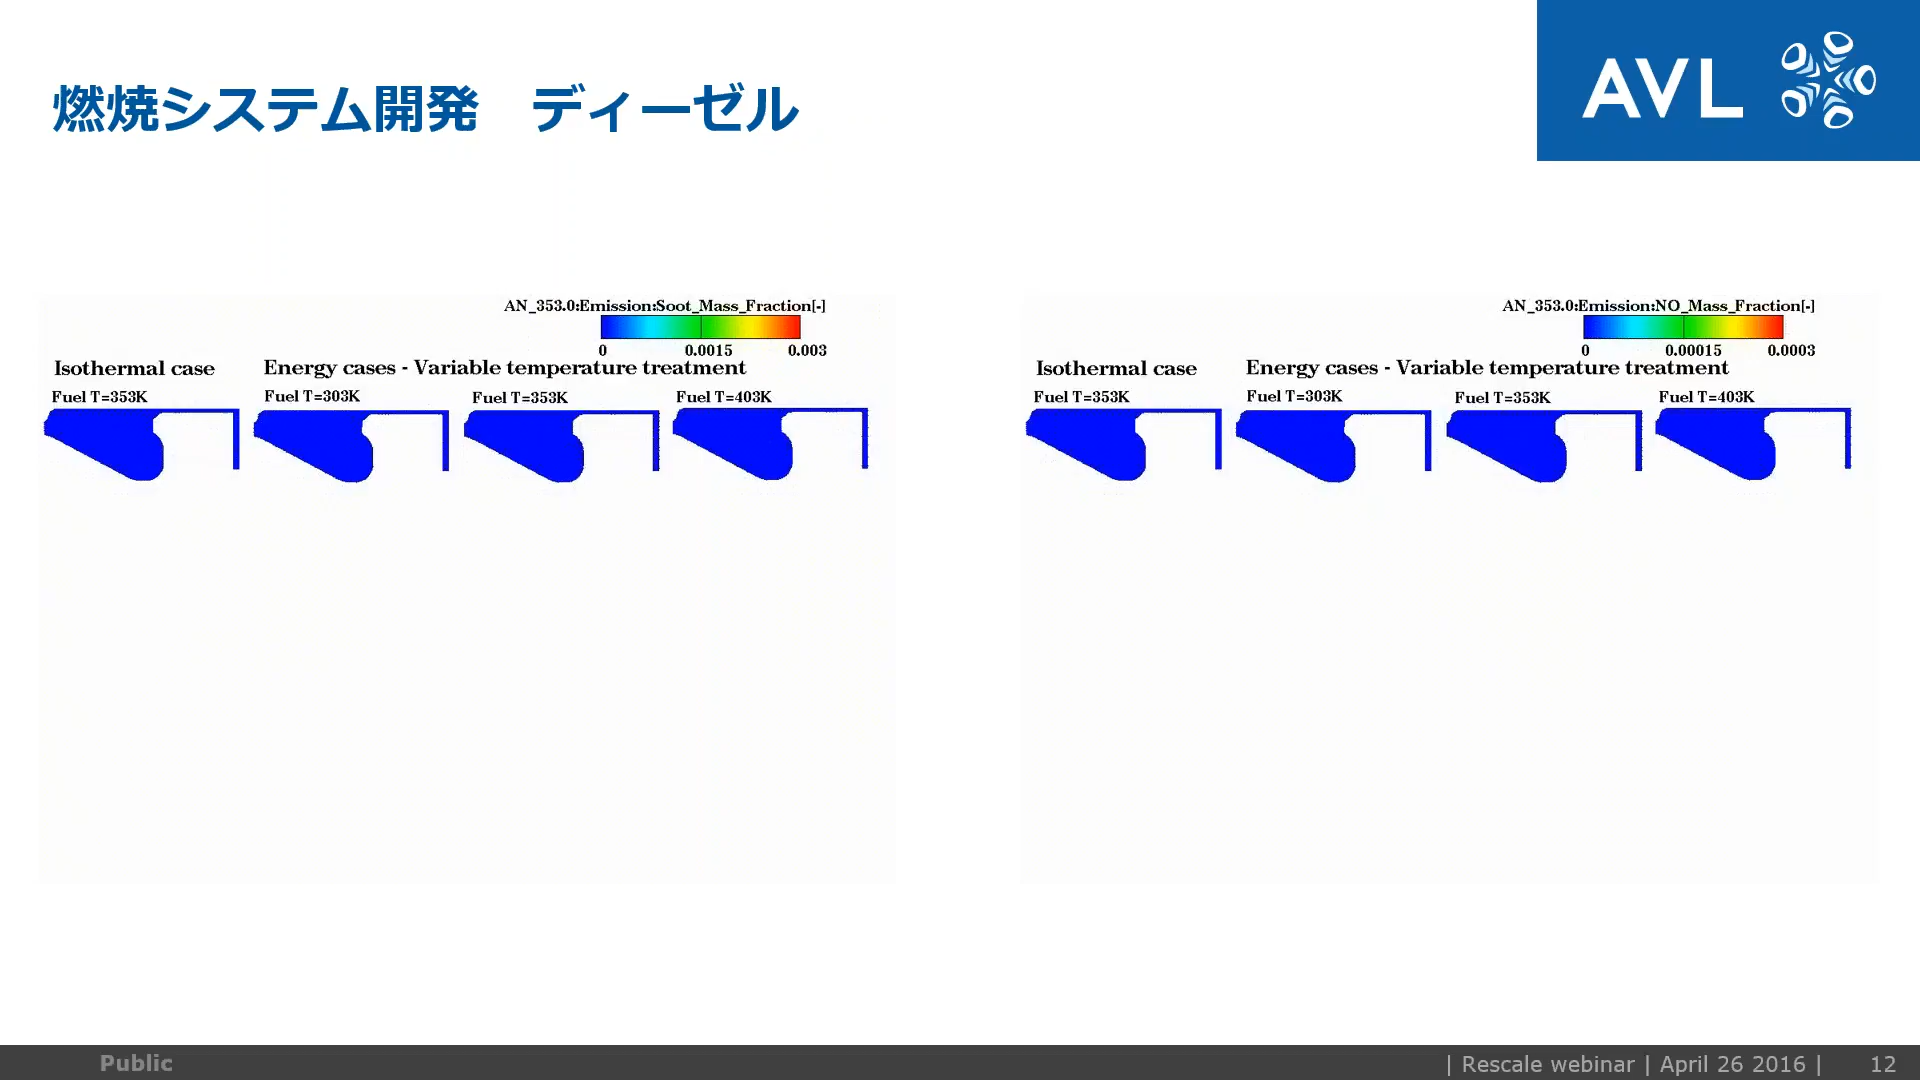 燃焼システム開発　ディーゼル
AVL
AN_353.0:Emission:Soot_Mass_Fraction[-]
0 0.0015 0.003
Isothermal case
Energy cases - Variable temperature treatment
Fuel T=353K
Fuel T=303K
Fuel T=353K
Fuel T=403K
AN_353.0:Emission:NO_Mass_Fraction[-]
0 0.00015 0.0003
Isothermal case
Energy cases - Variable temperature treatment
Fuel T=353K
Fuel T=303K
Fuel T=353K
Fuel T=403K
Public
| Rescale webinar | April 26 2016 | 12